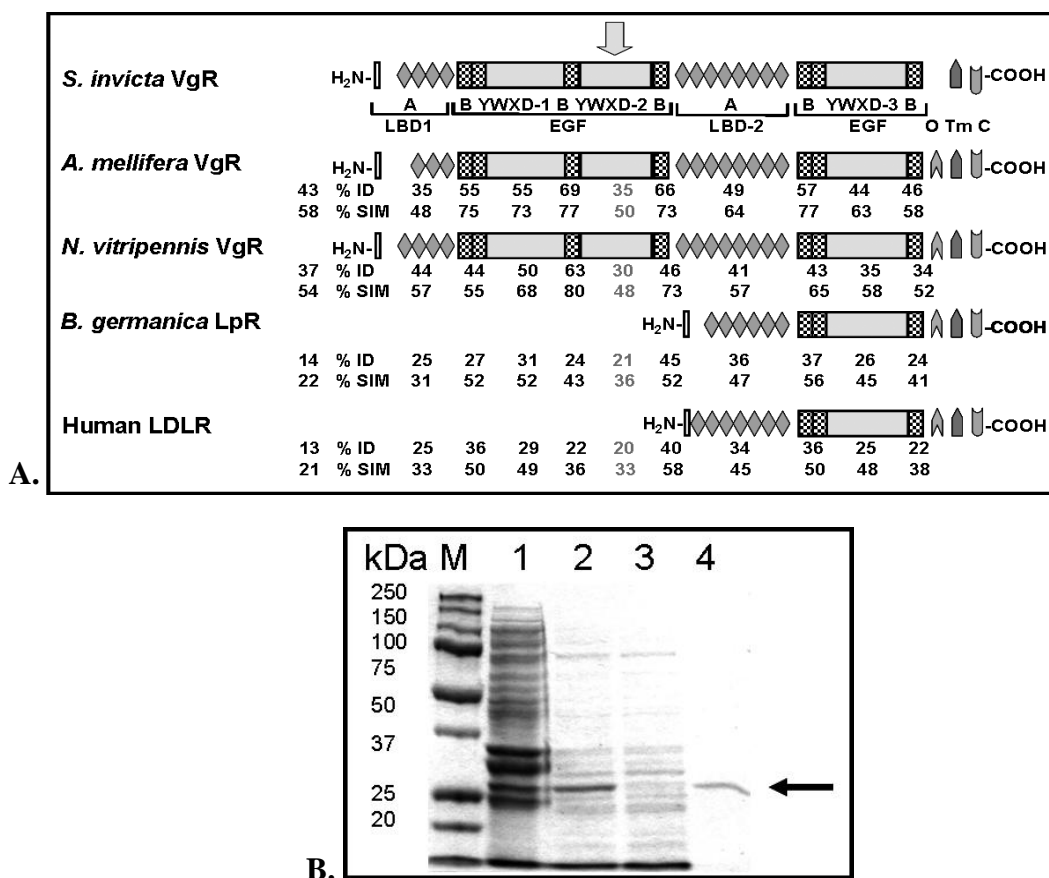 S. invicta VgR H₂N- -COOH
A B YWXD-1 B YWXD-2 B A B YWXD-3 B
LBD1 EGF LBD-2 EGF O Tm C
A. mellifera VgR H₂N- -COOH
43 % ID 35 55 55 69 35 66 49 57 44 46
58 % SIM 48 75 73 77 50 73 64 77 63 58
N. vitripennis VgR H₂N- -COOH
37 % ID 44 44 50 63 30 46 41 43 35 34
54 % SIM 57 55 68 80 48 73 57 65 58 52
B. germanica LpR H₂N- -COOH
14 % ID 25 27 31 24 21 45 36 37 26 24
22 % SIM 31 52 52 43 36 52 47 56 45 41
Human LDLR H₂N- -COOH
13 % ID 25 36 29 22 20 40 34 36 25 22
21 % SIM 33 50 49 36 33 58 45 50 48 38
A.
kDa M 1 2 3 4
250
150
100
75
50
37
25
20
B.